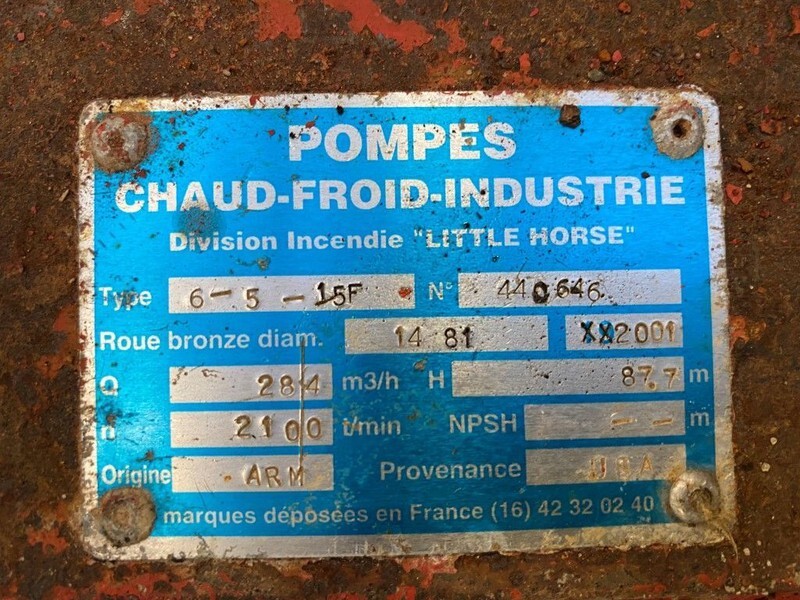 POMPES
CHAUD-FROID-INDUSTRIE
Division Incendie "LITTLE HORSE"
Type 6-5-15F N° 440646
Roue bronze diam. 14 81 XX2001
Q 284 m3/h H 87.7 m
n 2100 t/min NPSH -- m
Origine ARM Provenance USA
marques déposées en France (16) 42 32 02 40